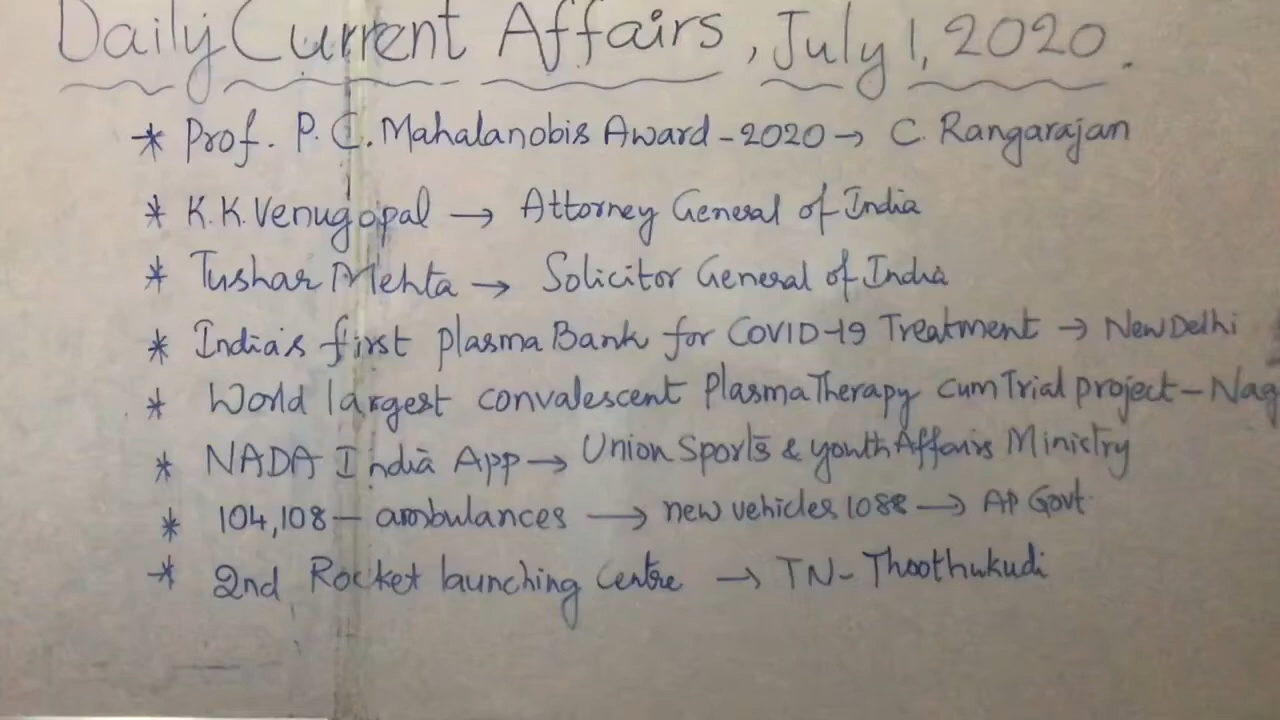 Daily Current Affairs, July 1, 2020.
* Prof. P. C. Mahalanobis Award - 2020 → C. Rangarajan
* K.K. Venugopal → Attorney General of India
* Tushar Mehta → Solicitor General of India
* India's first Plasma Bank for COVID-19 Treatment → New Delhi
* World largest convalescent Plasma Therapy cum Trial project - Nag
* NADA India App → Union Sports & youth Affairs Ministry
* 104,108 - ambulances → new vehicles 1088 → AP Govt
* 2nd Rocket launching Centre → TN - Thoothukudi